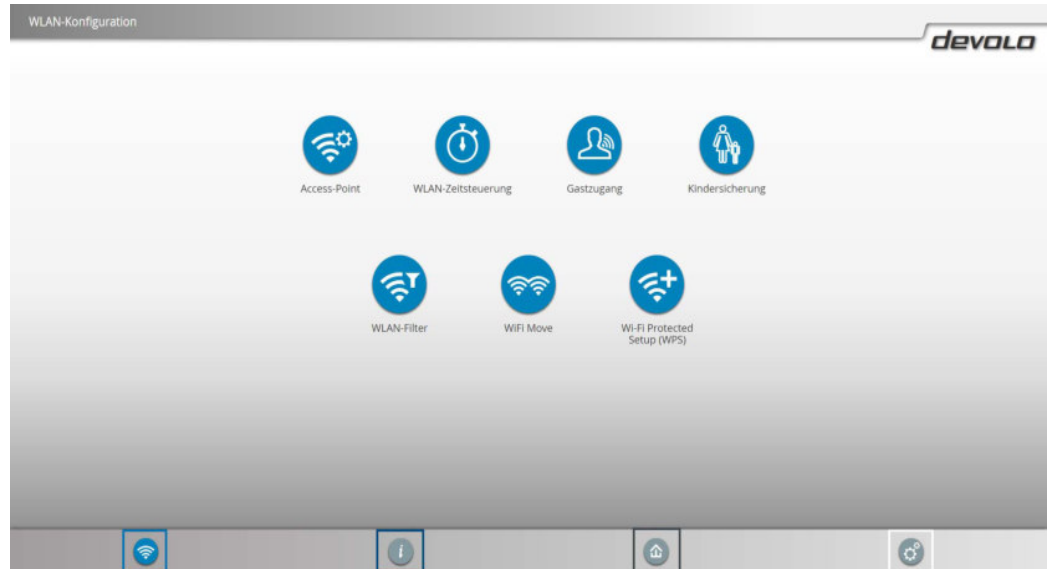 WLAN-Konfiguration
devolo
Access-Point
WLAN-Zeitsteuerung
Gastzugang
Kindersicherung
WLAN-Filter
WiFi Move
Wi-Fi Protected
Setup (WPS)
i